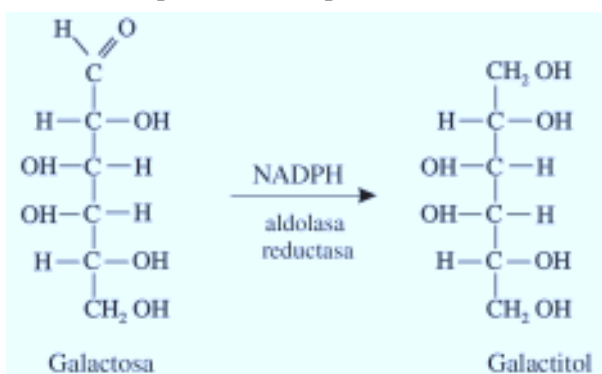 H O
C
H—C—OH
OH—C—H
OH—C—H
H—C—OH
CH₂ OH
Galactosa
NADPH
aldolasa
reductasa
CH₂ OH
H—C—OH
OH—C—H
OH—C—H
H—C—OH
CH₂ OH
Galactitol